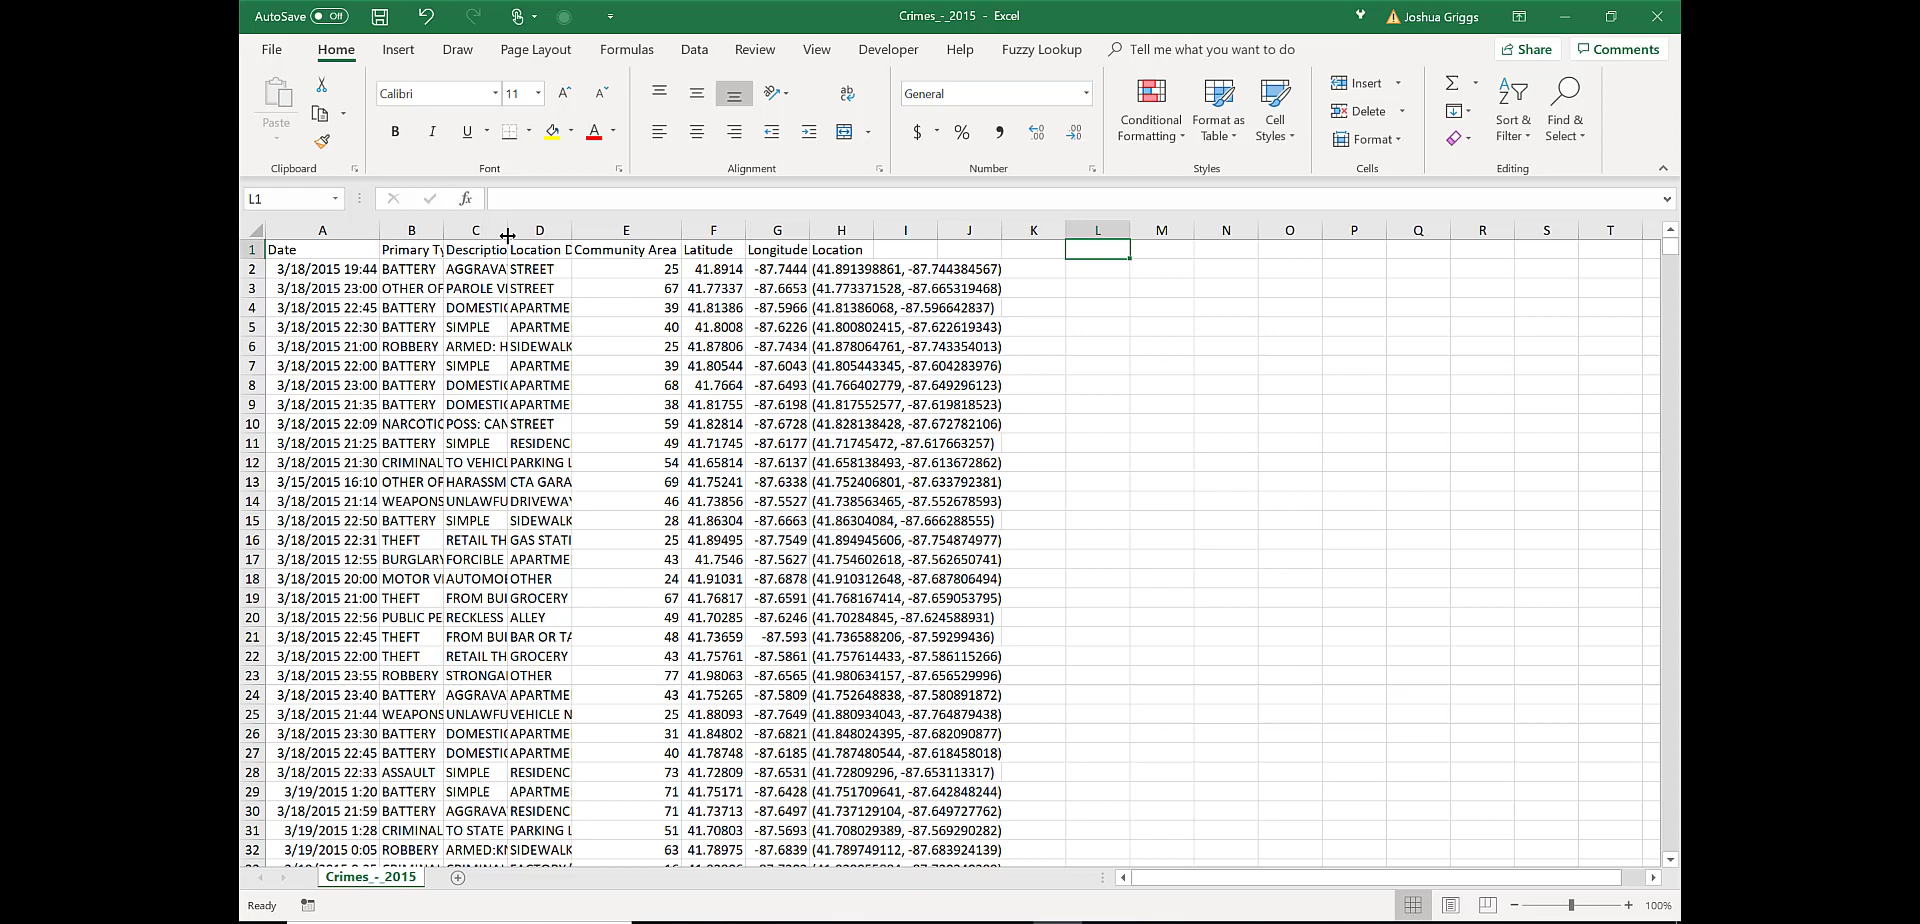 AutoSave Off Crimes_-_2015 - Excel Joshua Griggs
File Home Insert Draw Page Layout Formulas Data Review View Developer Help Fuzzy Lookup Tell me what you want to do Share Comments
Calibri 11 General
Paste B I U A $ % Conditional Formatting Format as Table Cell Styles Insert Delete Format Sort & Filter Find & Select
Clipboard Font Alignment Number Styles Cells Editing
L1 fx
A B C D E F G H I J K L M N O P Q R S T
1 Date Primary Ty Descriptio Location D Community Area Latitude Longitude Location
2 3/18/2015 19:44 BATTERY AGGRAVA STREET 25 41.8914 -87.7444 (41.891398861, -87.744384567)
3 3/18/2015 23:00 OTHER OF PAROLE VI STREET 67 41.77337 -87.6653 (41.773371528, -87.665319468)
4 3/18/2015 22:45 BATTERY DOMESTIC APARTME 39 41.81386 -87.5966 (41.81386068, -87.596642837)
5 3/18/2015 22:30 BATTERY SIMPLE APARTME 40 41.8008 -87.6226 (41.800802415, -87.622619343)
6 3/18/2015 21:00 ROBBERY ARMED: H SIDEWALK 25 41.87806 -87.7434 (41.878064761, -87.743354013)
7 3/18/2015 22:00 BATTERY SIMPLE APARTME 39 41.80544 -87.6043 (41.805443345, -87.604283976)
8 3/18/2015 23:00 BATTERY DOMESTIC APARTME 68 41.7664 -87.6493 (41.766402779, -87.649296123)
9 3/18/2015 21:35 BATTERY DOMESTIC APARTME 38 41.81755 -87.6198 (41.817552577, -87.619818523)
10 3/18/2015 22:09 NARCOTIC POSS: CAN STREET 59 41.82814 -87.6728 (41.828138428, -87.672782106)
11 3/18/2015 21:25 BATTERY SIMPLE RESIDENC 49 41.71745 -87.6177 (41.71745472, -87.617663257)
12 3/18/2015 21:30 CRIMINAL TO VEHICL PARKING L 54 41.65814 -87.6137 (41.658138493, -87.613672862)
13 3/15/2015 16:10 OTHER OF HARASSM CTA GARA 69 41.75241 -87.6338 (41.752406801, -87.633792381)
14 3/18/2015 21:14 WEAPONS UNLAWFU DRIVEWAY 46 41.73856 -87.5527 (41.738563465, -87.552678593)
15 3/18/2015 22:50 BATTERY SIMPLE SIDEWALK 28 41.86304 -87.6663 (41.86304084, -87.666288555)
16 3/18/2015 22:31 THEFT RETAIL TH GAS STATI 25 41.89495 -87.7549 (41.894945606, -87.754874977)
17 3/18/2015 12:55 BURGLARY FORCIBLE APARTME 43 41.7546 -87.5627 (41.754602618, -87.562650741)
18 3/18/2015 20:00 MOTOR VE AUTOMOB OTHER 24 41.91031 -87.6878 (41.910312648, -87.687806494)
19 3/18/2015 21:00 THEFT FROM BUI GROCERY 67 41.76817 -87.6591 (41.768167414, -87.659053795)
20 3/18/2015 22:56 PUBLIC PE RECKLESS ALLEY 49 41.70285 -87.6246 (41.70284845, -87.624588931)
21 3/18/2015 22:45 THEFT FROM BUI BAR OR TA 48 41.73659 -87.593 (41.736588206, -87.59299436)
22 3/18/2015 22:00 THEFT RETAIL TH GROCERY 43 41.75761 -87.5861 (41.757614433, -87.586115266)
23 3/18/2015 23:55 ROBBERY STRONGAR OTHER 77 41.98063 -87.6565 (41.980634157, -87.656529996)
24 3/18/2015 23:40 BATTERY AGGRAVA APARTME 43 41.75265 -87.5809 (41.752648838, -87.580891872)
25 3/18/2015 21:44 WEAPONS UNLAWFU VEHICLE N 25 41.88093 -87.7649 (41.880934043, -87.764879438)
26 3/18/2015 23:30 BATTERY DOMESTIC APARTME 31 41.84802 -87.6821 (41.848024395, -87.682090877)
27 3/18/2015 22:45 BATTERY DOMESTIC APARTME 40 41.78748 -87.6185 (41.787480544, -87.618458018)
28 3/18/2015 22:33 ASSAULT SIMPLE RESIDENC 73 41.72809 -87.6531 (41.72809296, -87.653113317)
29 3/19/2015 1:20 BATTERY SIMPLE APARTME 71 41.75171 -87.6428 (41.751709641, -87.642848244)
30 3/18/2015 21:59 BATTERY AGGRAVA RESIDENC 71 41.73713 -87.6497 (41.737129104, -87.649727762)
31 3/19/2015 1:28 CRIMINAL TO STATE PARKING L 51 41.70803 -87.5693 (41.708029389, -87.569290282)
32 3/19/2015 0:05 ROBBERY ARMED:KN SIDEWALK 63 41.78975 -87.6839 (41.789749112, -87.683924139)
Crimes_-_2015
Ready 100%